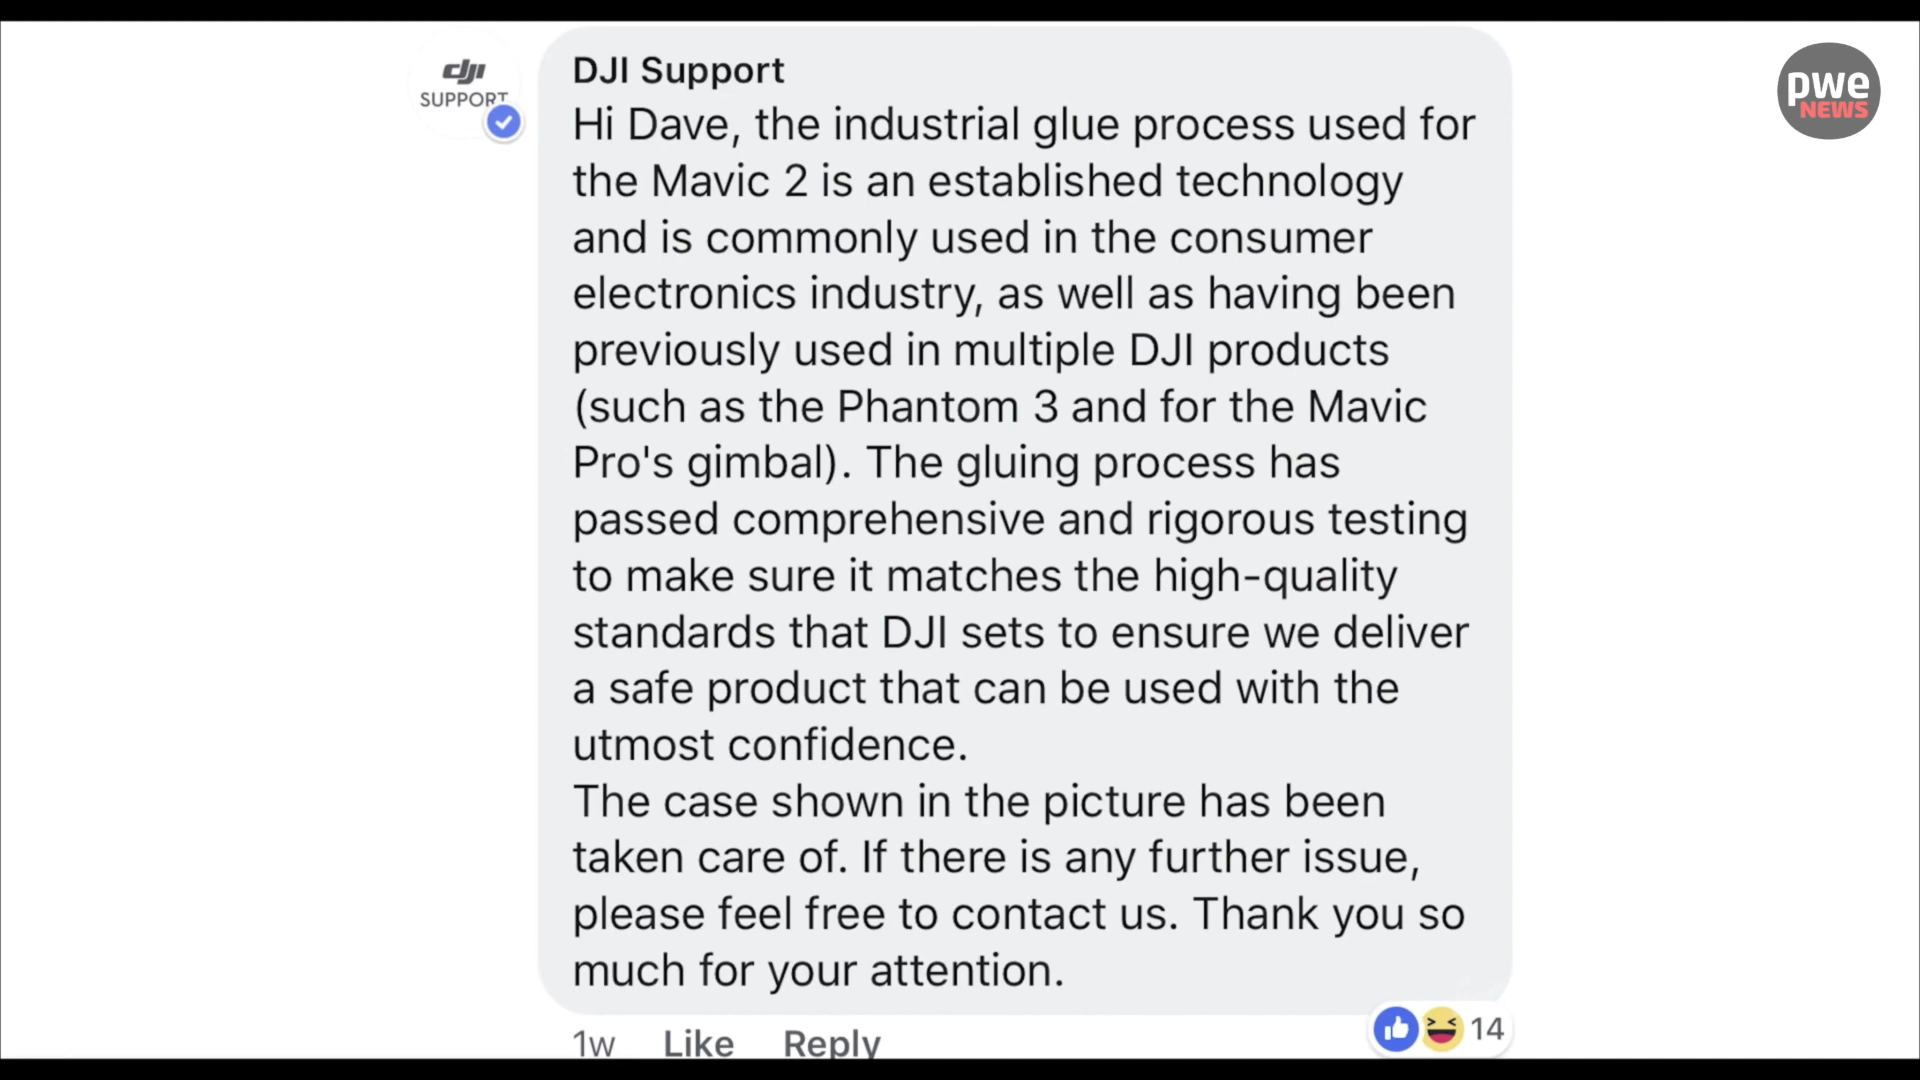 dji
SUPPORT
DJI Support
Hi Dave, the industrial glue process used for
the Mavic 2 is an established technology
and is commonly used in the consumer
electronics industry, as well as having been
previously used in multiple DJI products
(such as the Phantom 3 and for the Mavic
Pro's gimbal). The gluing process has
passed comprehensive and rigorous testing
to make sure it matches the high-quality
standards that DJI sets to ensure we deliver
a safe product that can be used with the
utmost confidence.
The case shown in the picture has been
taken care of. If there is any further issue,
please feel free to contact us. Thank you so
much for your attention.
1w Like Reply 14
pwe
NEWS